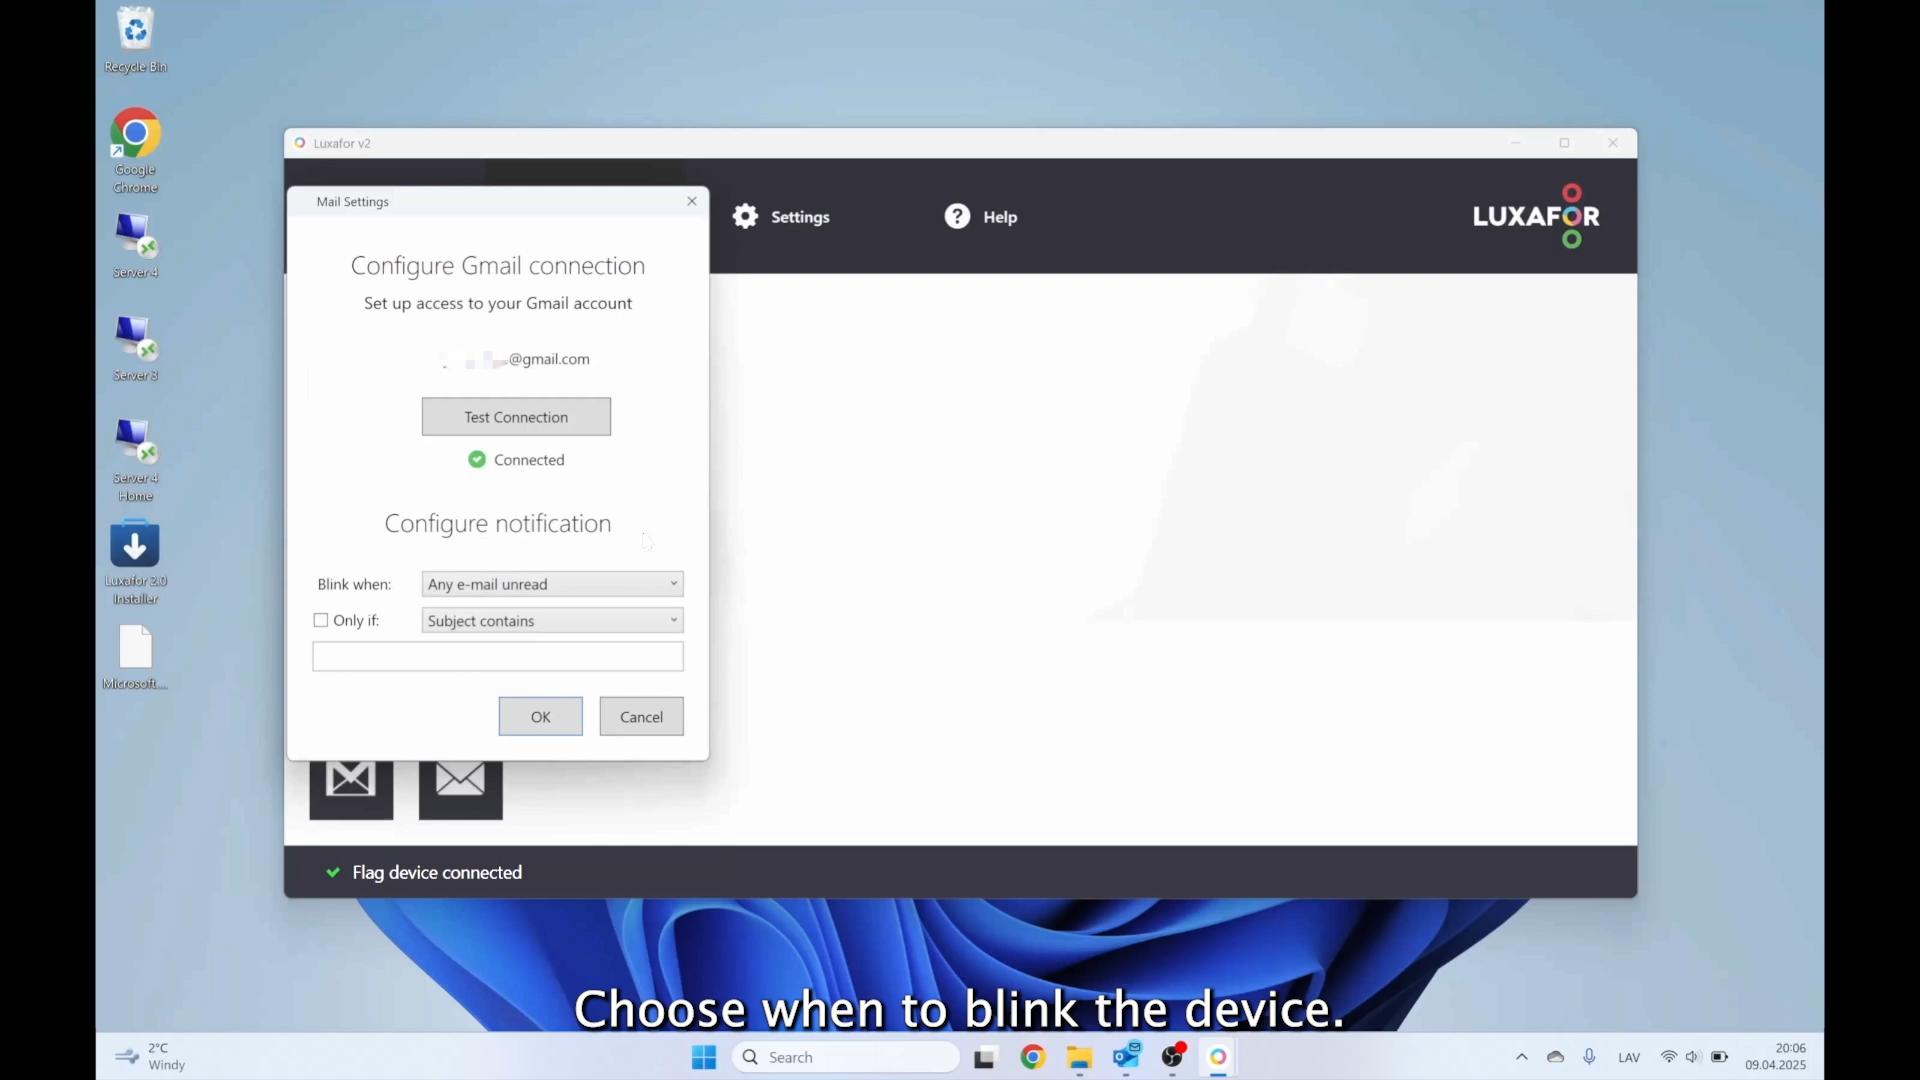 Recycle Bin
Google
Chrome
Server 4
Server 3
Server 4
Home
Luxafor 2.0
Installer
Microsoft....
Luxafor v2
Settings
Help
LUXAFOR
Mail Settings
Configure Gmail connection
Set up access to your Gmail account
@gmail.com
Test Connection
Connected
Configure notification
Blink when: Any e-mail unread
Only if: Subject contains
OK Cancel
Flag device connected
Choose when to blink the device.
2°C
Windy
Search
LAV
20:06
09.04.2025